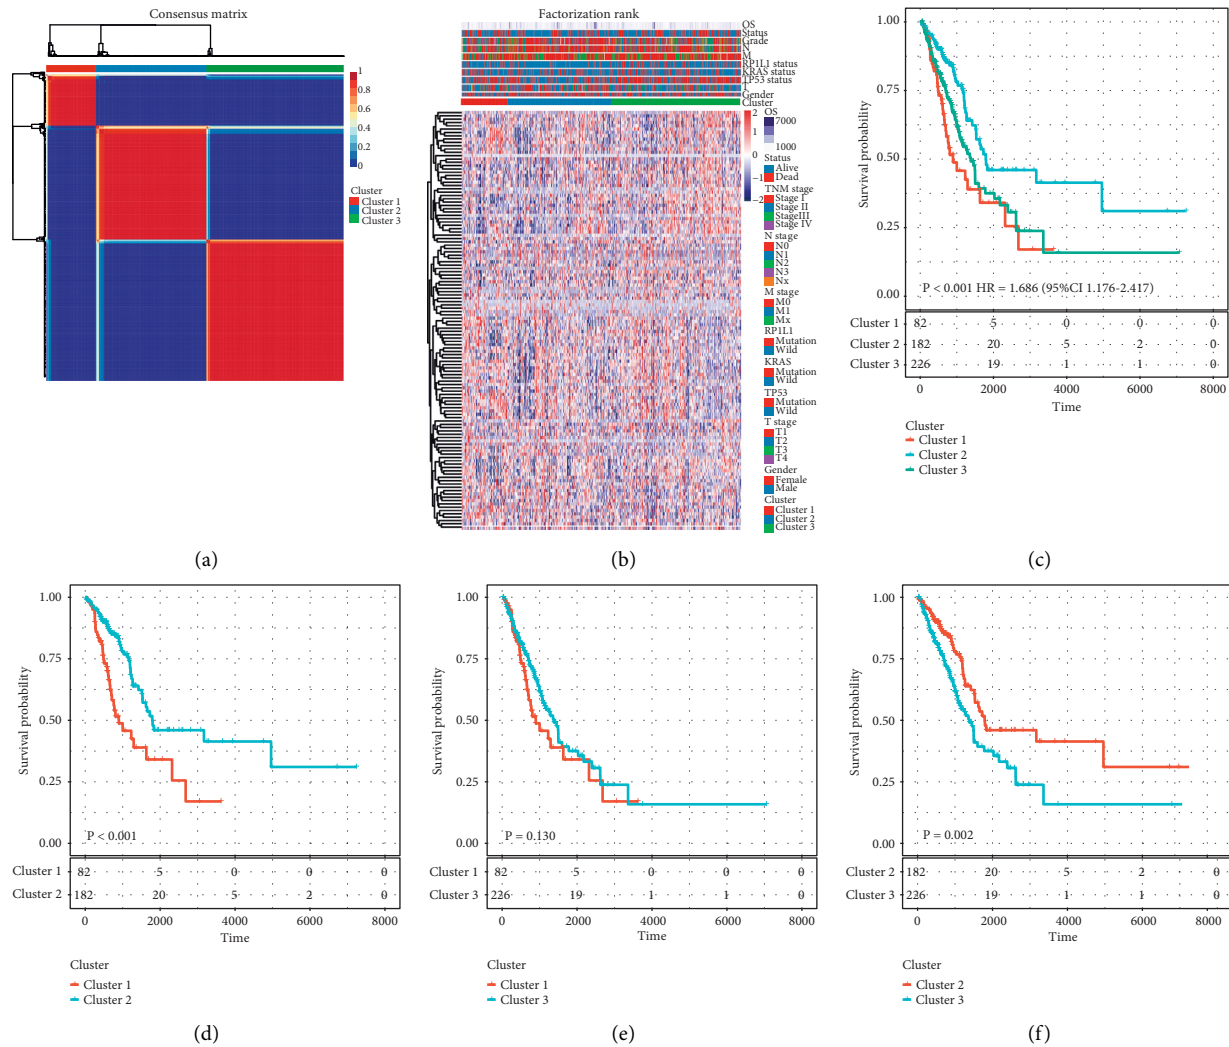 Consensus matrix
1
0.8
0.6
0.4
0.2
0
Cluster
Cluster 1
Cluster 2
Cluster 3
(a)
Factorization rank
OS
Status
Grade
N
M
RP1L1 status
KRAS status
TP53 status
T
Gender
Cluster
2
1
0
−1
−2
OS
7000
1000
Status
Alive
Dead
TNM stage
Stage I
Stage II
StageIII
Stage IV
N stage
N0
N1
N2
N3
Nx
M stage
M0
M1
Mx
RP1L1
Mutation
Wild
KRAS
Mutation
Wild
TP53
Mutation
Wild
T stage
T1
T2
T3
T4
Gender
Female
Male
Cluster
Cluster 1
Cluster 2
Cluster 3
(b)
Survival probability
1.00
0.75
0.50
0.25
0.00
P < 0.001 HR = 1.686 (95%CI 1.176-2.417)
Cluster 1 82 5 0 0 0
Cluster 2 182 20 5 2 0
Cluster 3 226 19 1 1 0
0 2000 4000 6000 8000
Time
Cluster
Cluster 1
Cluster 2
Cluster 3
(c)
Survival probability
1.00
0.75
0.50
0.25
0.00
P < 0.001
Cluster 1 82 5 0 0 0
Cluster 2 182 20 5 2 0
0 2000 4000 6000 8000
Time
Cluster
Cluster 1
Cluster 2
(d)
Survival probability
1.00
0.75
0.50
0.25
0.00
P = 0.130
Cluster 1 82 5 0 0 0
Cluster 3 226 19 1 1 0
0 2000 4000 6000 8000
Time
Cluster
Cluster 1
Cluster 3
(e)
Survival probability
1.00
0.75
0.50
0.25
0.00
P = 0.002
Cluster 2 182 20 5 2 0
Cluster 3 226 19 1 1 0
0 2000 4000 6000 8000
Time
Cluster
Cluster 2
Cluster 3
(f)